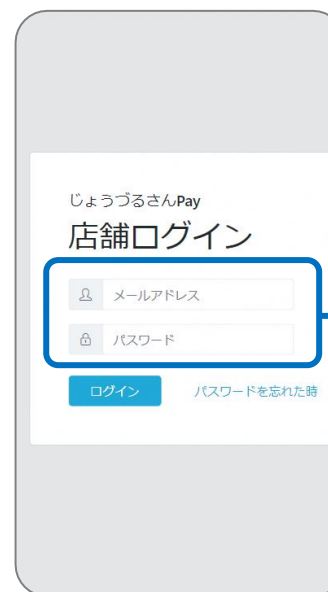 じょうづるさんPay
店舗ログイン
メールアドレス
パスワード
ログイン
パスワードを忘れた時